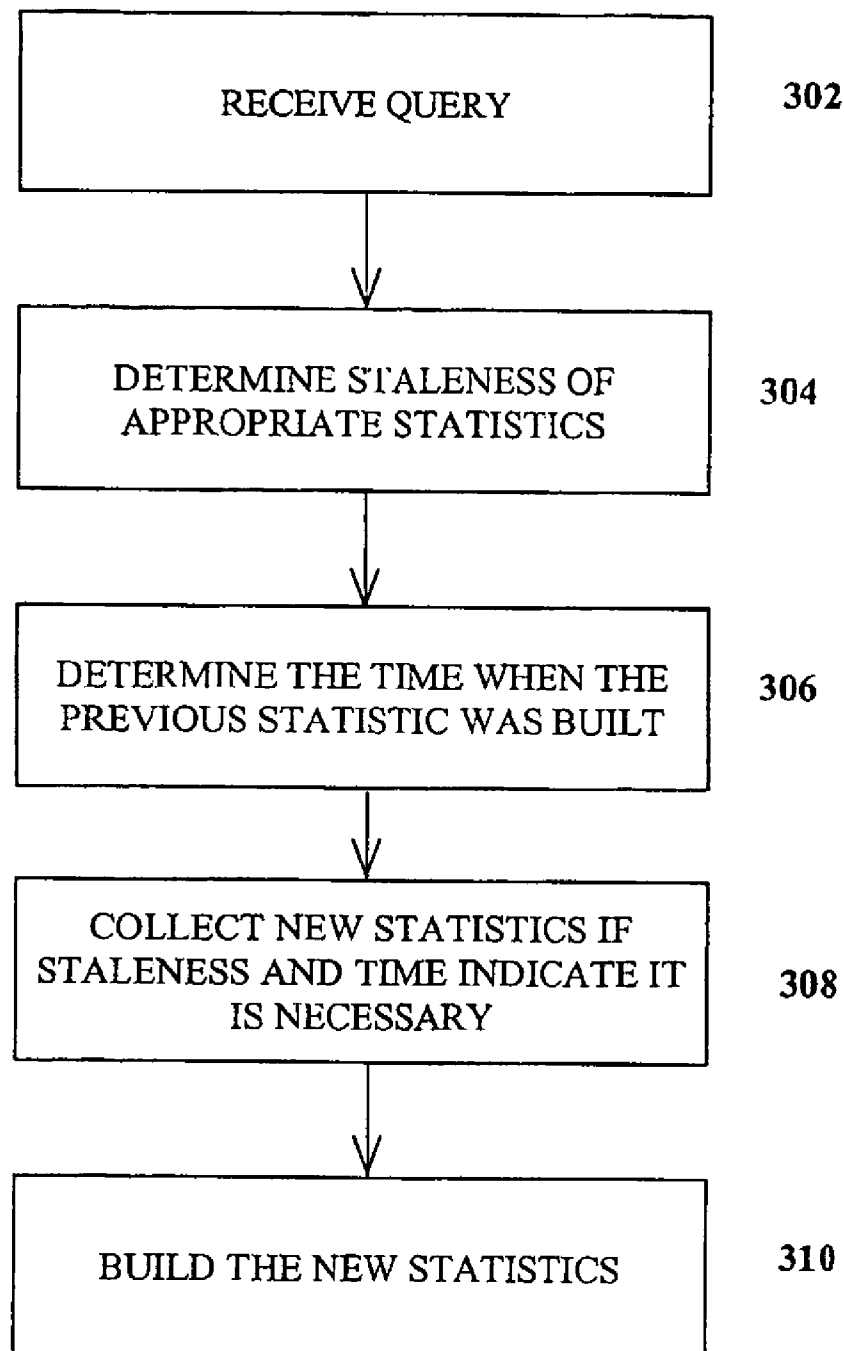 RECEIVE QUERY
302
DETERMINE STALENESS OF
APPROPRIATE STATISTICS
304
DETERMINE THE TIME WHEN THE
PREVIOUS STATISTIC WAS BUILT
306
COLLECT NEW STATISTICS IF
STALENESS AND TIME INDICATE IT
IS NECESSARY
308
BUILD THE NEW STATISTICS
310